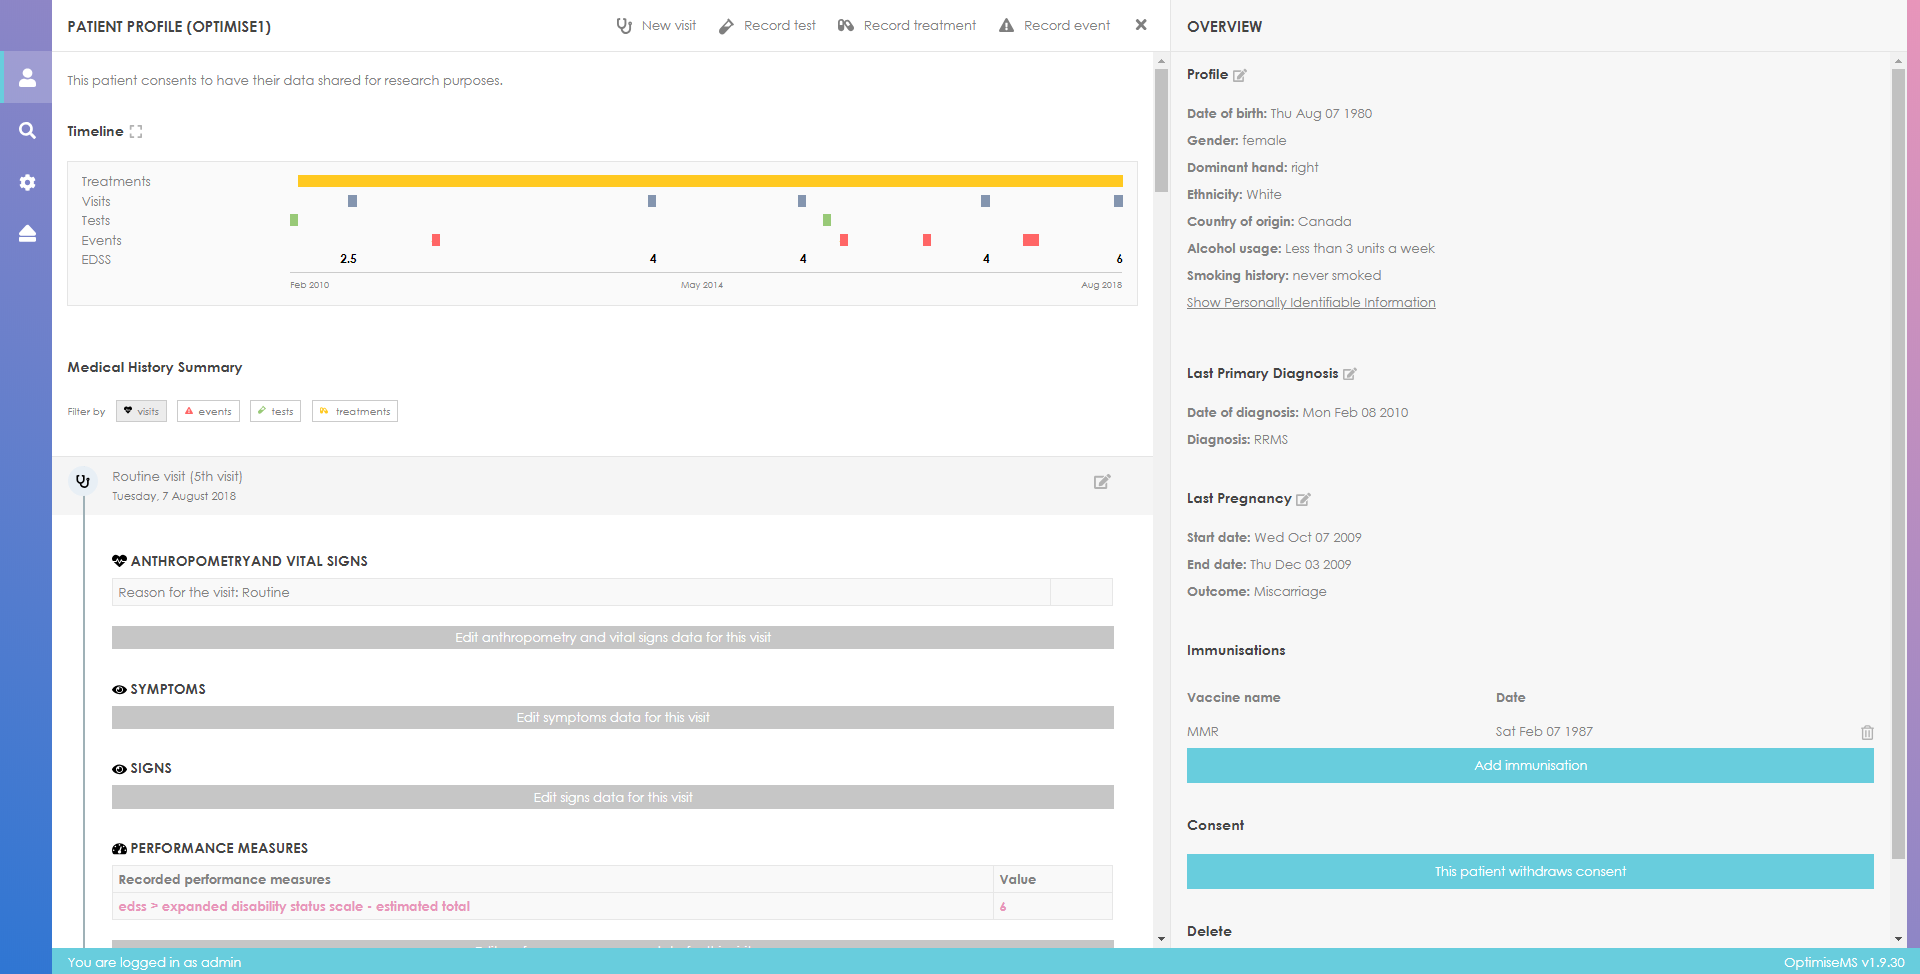 PATIENT PROFILE (OPTIMISE1)
New visit
Record test
Record treatment
Record event
This patient consents to have their data shared for research purposes.
Timeline
Treatments
Visits
Tests
Events
EDSS
2.5 4 4 4 6
Feb 2010 May 2014 Aug 2018
Medical History Summary
Filter by visits events tests treatments
Routine visit (5th visit)
Tuesday, 7 August 2018
ANTHROPOMETRYAND VITAL SIGNS
Reason for the visit: Routine
Edit anthropometry and vital signs data for this visit
SYMPTOMS
Edit symptoms data for this visit
SIGNS
Edit signs data for this visit
PERFORMANCE MEASURES
Recorded performance measures Value
edss > expanded disability status scale - estimated total 6
OVERVIEW
Profile
Date of birth: Thu Aug 07 1980
Gender: female
Dominant hand: right
Ethnicity: White
Country of origin: Canada
Alcohol usage: Less than 3 units a week
Smoking history: never smoked
Show Personally Identifiable Information
Last Primary Diagnosis
Date of diagnosis: Mon Feb 08 2010
Diagnosis: RRMS
Last Pregnancy
Start date: Wed Oct 07 2009
End date: Thu Dec 03 2009
Outcome: Miscarriage
Immunisations
Vaccine name Date
MMR Sat Feb 07 1987
Add immunisation
Consent
This patient withdraws consent
Delete
You are logged in as admin
OptimiseMS v1.9.30